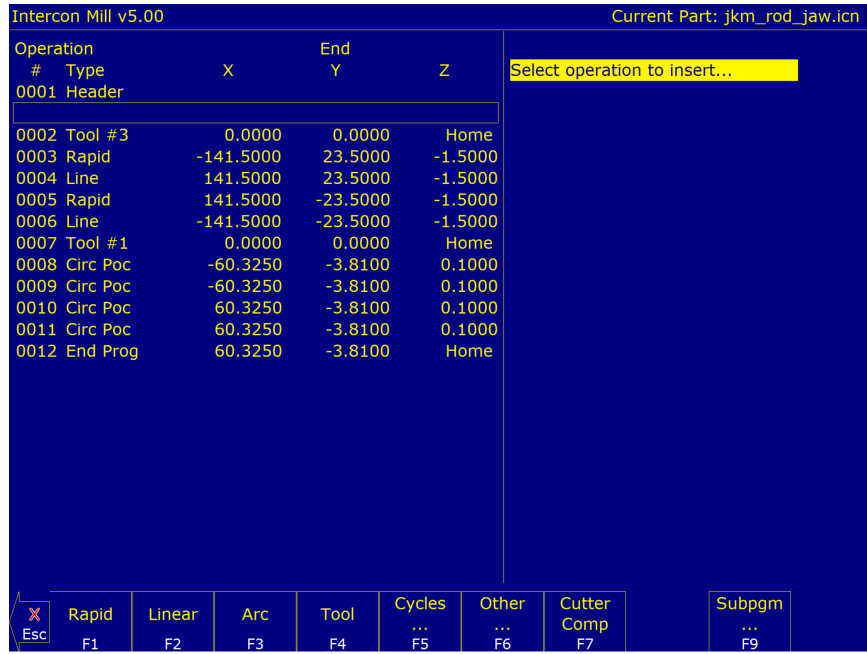 Intercon Mill v5.00 Current Part: jkm_rod_jaw.icn
Operation End
# Type X Y Z
Select operation to insert...
0001 Header
0002 Tool #3 0.0000 0.0000 Home
0003 Rapid -141.5000 23.5000 -1.5000
0004 Line 141.5000 23.5000 -1.5000
0005 Rapid 141.5000 -23.5000 -1.5000
0006 Line -141.5000 -23.5000 -1.5000
0007 Tool #1 0.0000 0.0000 Home
0008 Circ Poc -60.3250 -3.8100 0.1000
0009 Circ Poc -60.3250 -3.8100 0.1000
0010 Circ Poc 60.3250 -3.8100 0.1000
0011 Circ Poc 60.3250 -3.8100 0.1000
0012 End Prog 60.3250 -3.8100 Home
X Esc
Rapid F1
Linear F2
Arc F3
Tool F4
Cycles ... F5
Other ... F6
Cutter Comp F7
Subpgm ... F9